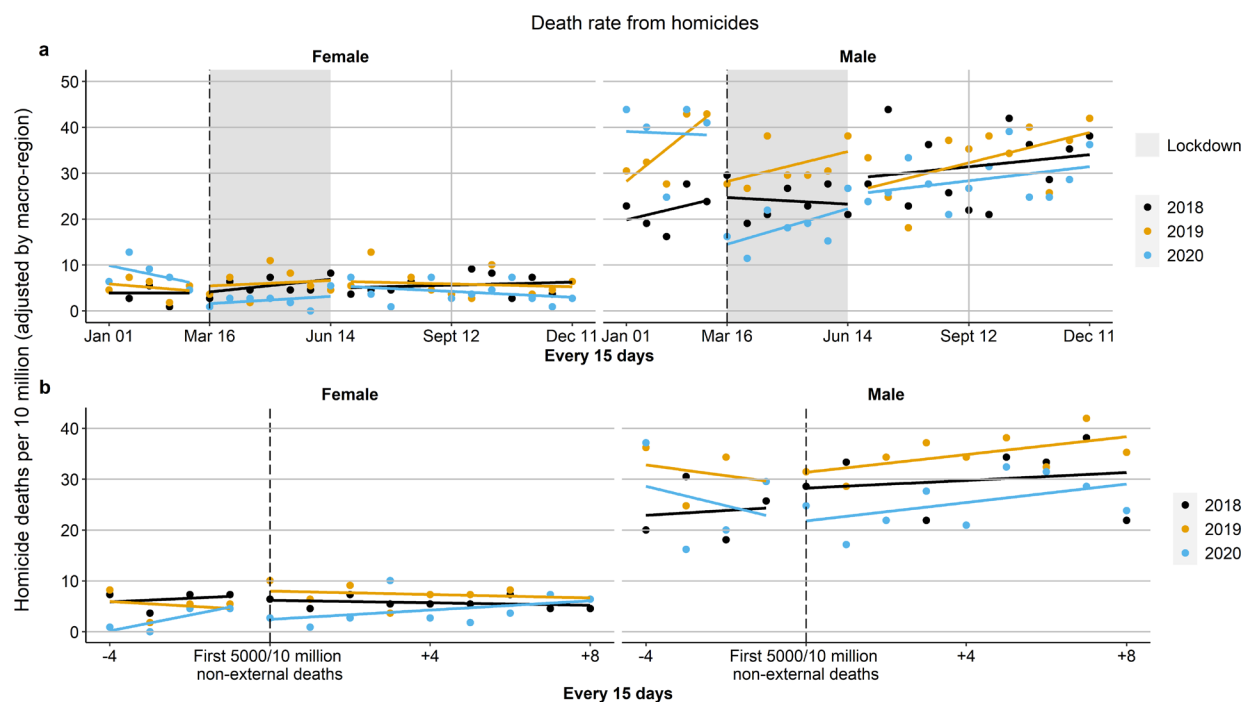 Death rate from homicides
a
Female
Male
50
40
30
20
10
0
Jan 01
Mar 16
Jun 14
Sept 12
Dec 11
Jan 01
Mar 16
Jun 14
Sept 12
Dec 11
Every 15 days
Lockdown
2018
2019
2020
Homicide deaths per 10 million (adjusted by macro-region)
b
Female
Male
40
30
20
10
0
-4
First 5000/10 million
non-external deaths
+4
+8
-4
First 5000/10 million
non-external deaths
+4
+8
Every 15 days
2018
2019
2020